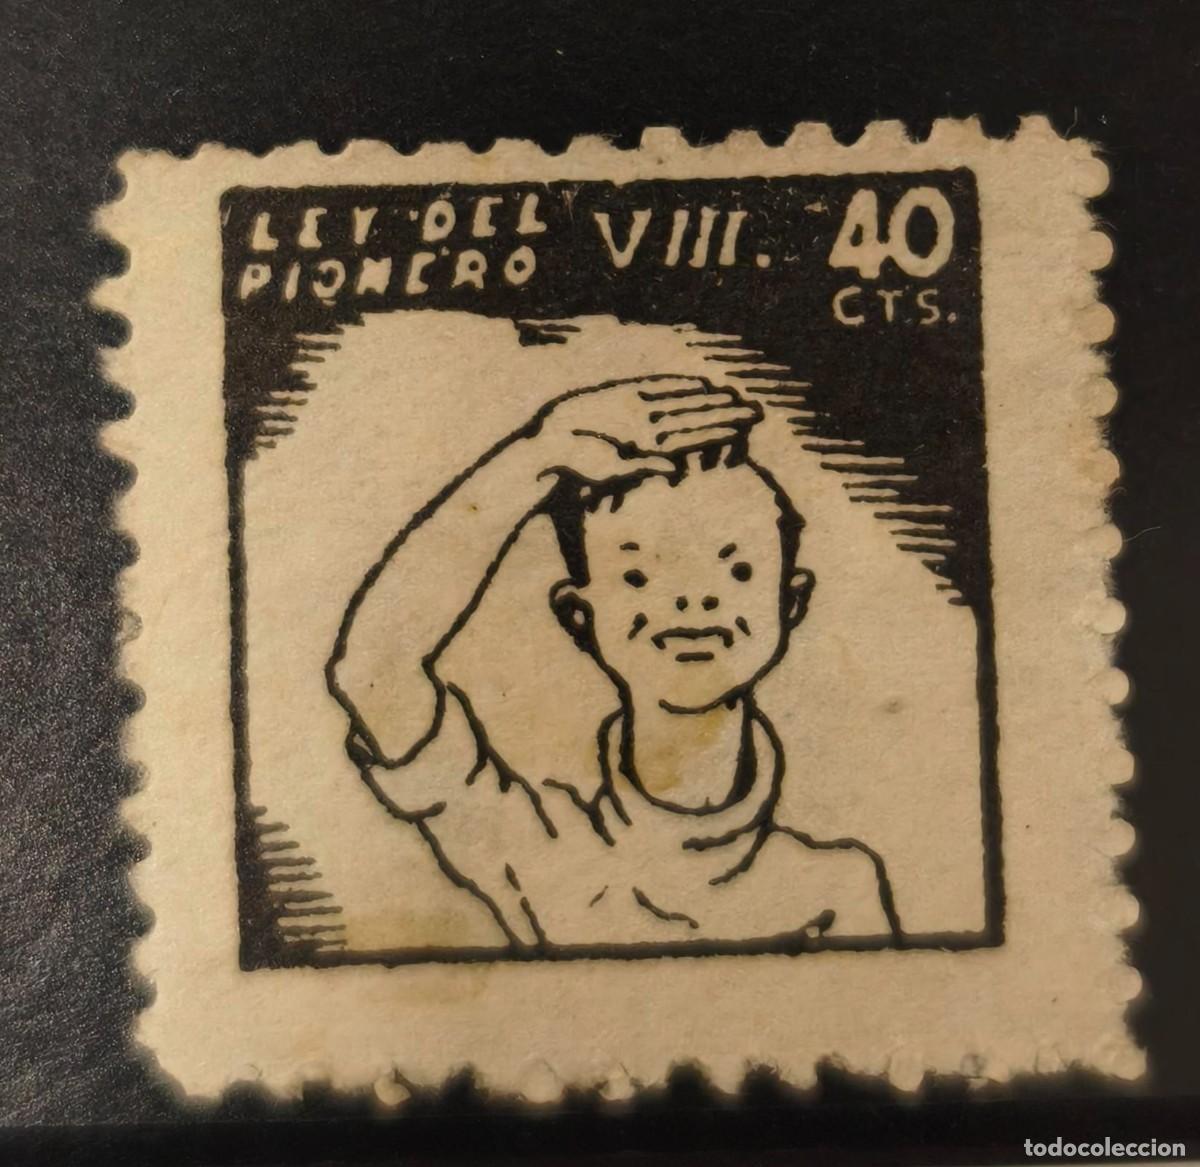 LEY DEL
PIONERO
VIII.
40
CTS.
todocoleccion